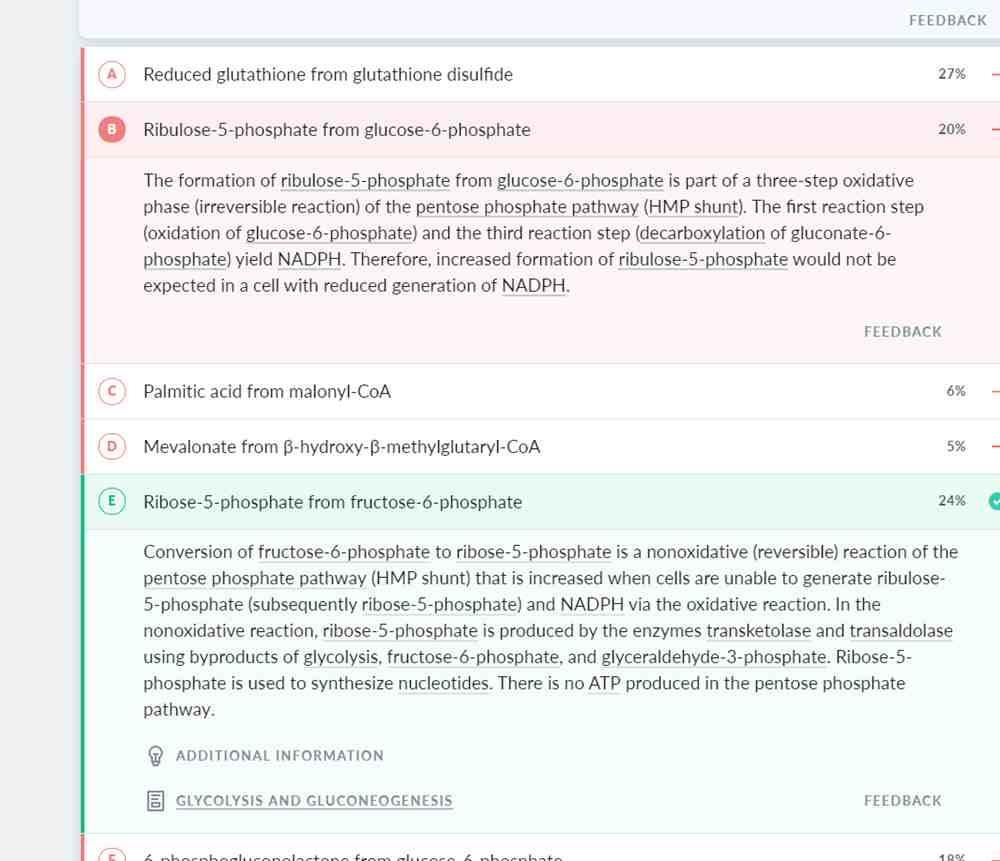 FEEDBACK
A Reduced glutathione from glutathione disulfide 27%
B Ribulose-5-phosphate from glucose-6-phosphate 20%
The formation of ribulose-5-phosphate from glucose-6-phosphate is part of a three-step oxidative
phase (irreversible reaction) of the pentose phosphate pathway (HMP shunt). The first reaction step
(oxidation of glucose-6-phosphate) and the third reaction step (decarboxylation of gluconate-6-
phosphate) yield NADPH. Therefore, increased formation of ribulose-5-phosphate would not be
expected in a cell with reduced generation of NADPH.
FEEDBACK
C Palmitic acid from malonyl-CoA 6%
D Mevalonate from β-hydroxy-β-methylglutaryl-CoA 5%
E Ribose-5-phosphate from fructose-6-phosphate 24%
Conversion of fructose-6-phosphate to ribose-5-phosphate is a nonoxidative (reversible) reaction of the
pentose phosphate pathway (HMP shunt) that is increased when cells are unable to generate ribulose-
5-phosphate (subsequently ribose-5-phosphate) and NADPH via the oxidative reaction. In the
nonoxidative reaction, ribose-5-phosphate is produced by the enzymes transketolase and transaldolase
using byproducts of glycolysis, fructose-6-phosphate, and glyceraldehyde-3-phosphate. Ribose-5-
phosphate is used to synthesize nucleotides. There is no ATP produced in the pentose phosphate
pathway.
ADDITIONAL INFORMATION
GLYCOLYSIS AND GLUCONEOGENESIS FEEDBACK
6-phosphogluconolactone from glucose-6-phosphate 18%